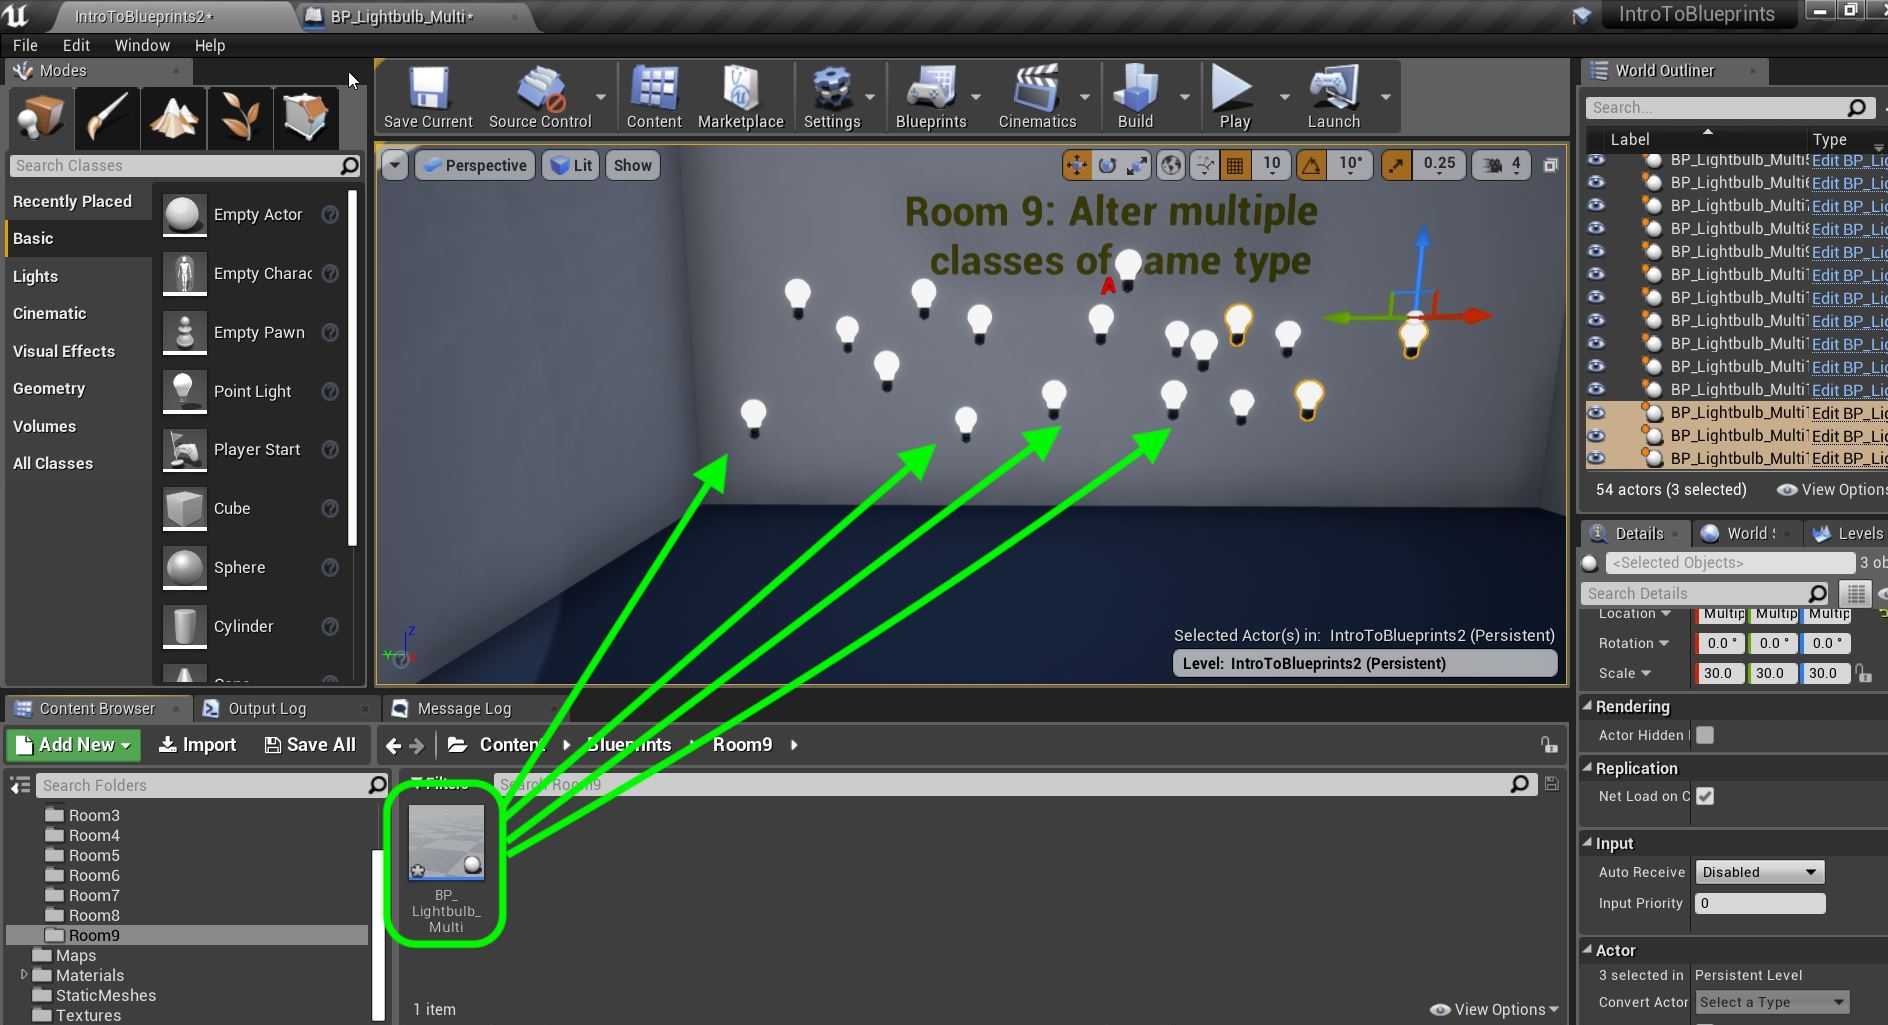 IntroToBlueprints2*
BP_Lightbulb_Multi*
IntroToBlueprints
File Edit Window Help
Modes
Search Classes
Recently Placed
Basic
Lights
Cinematic
Visual Effects
Geometry
Volumes
All Classes
Empty Actor
Empty Charac
Empty Pawn
Point Light
Player Start
Cube
Sphere
Cylinder
Save Current
Source Control
Content
Marketplace
Settings
Blueprints
Cinematics
Build
Play
Launch
Perspective
Lit
Show
10
10°
0.25
4
Room 9: Alter multiple
classes of ame type
A
Z
Y
Selected Actor(s) in: IntroToBlueprints2 (Persistent)
Level: IntroToBlueprints2 (Persistent)
World Outliner
Search...
Label Type
BP_Lightbulb_Multi Edit BP_Li
BP_Lightbulb_Multi Edit BP_Li
BP_Lightbulb_Multi Edit BP_Li
BP_Lightbulb_Multi Edit BP_Li
BP_Lightbulb_Multi Edit BP_Li
BP_Lightbulb_Multi Edit BP_Li
BP_Lightbulb_Multi Edit BP_Li
BP_Lightbulb_Multi Edit BP_Li
BP_Lightbulb_Multi Edit BP_Li
BP_Lightbulb_Multi Edit BP_Li
BP_Lightbulb_Multi Edit BP_Li
BP_Lightbulb_Multi Edit BP_Li
BP_Lightbulb_Multi Edit BP_Li
BP_Lightbulb_Multi Edit BP_Li
54 actors (3 selected)
View Options
Details
World
Levels
<Selected Objects>
3 ob
Search Details
Location Multip Multip Multip
Rotation 0.0 ° 0.0 ° 0.0 °
Scale 30.0 30.0 30.0
Rendering
Actor Hidden
Replication
Net Load on C
Input
Auto Receive Disabled
Input Priority 0
Actor
3 selected in Persistent Level
Convert Actor Select a Type
Content Browser
Output Log
Message Log
Add New
Import
Save All
Content
Blueprints
Room9
Search Folders
Filters
Search Room9
Room3
Room4
Room5
Room6
Room7
Room8
Room9
Maps
Materials
StaticMeshes
Textures
BP_
Lightbulb_
Multi
1 item
View Options